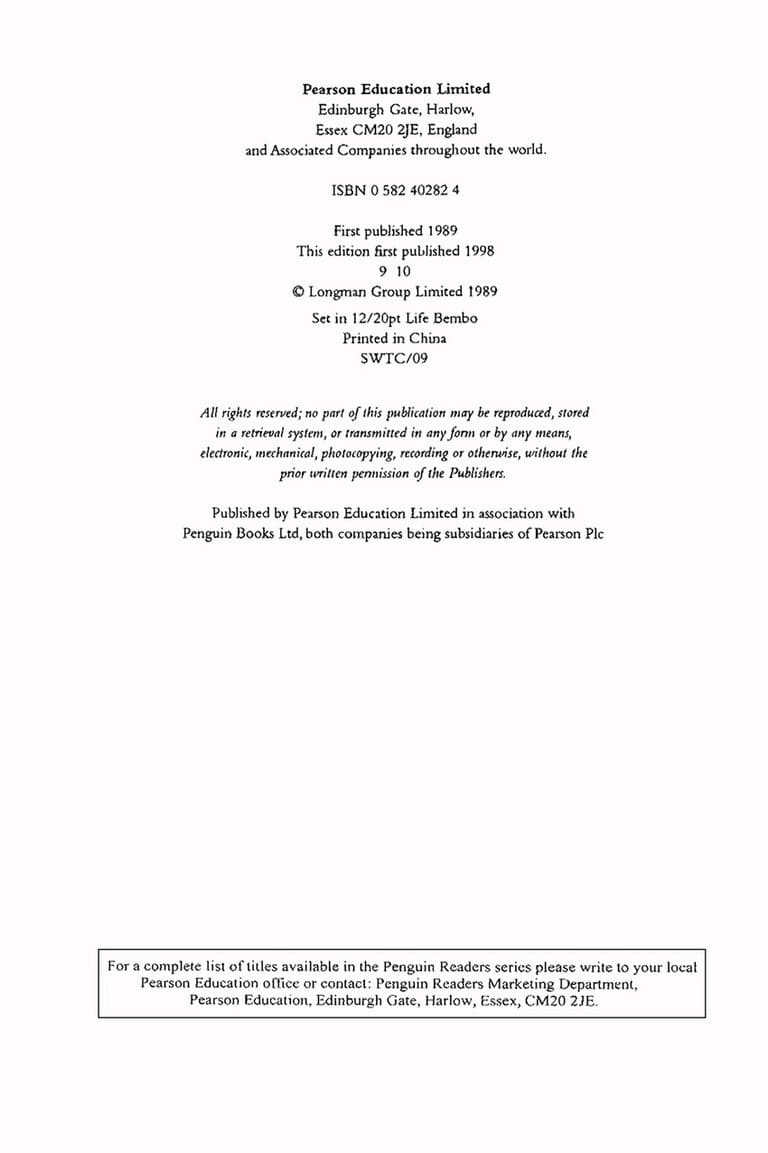 Pearson Education Limited
Edinburgh Gate, Harlow,
Essex CM20 2JE, England
and Associated Companies throughout the world.
ISBN 0 582 40282 4
First published 1989
This edition first published 1998
9 10
© Longman Group Limited 1989
Set in 12/20pt Life Bembo
Printed in China
SWTC/09
All rights reserved; no part of this publication may be reproduced, stored
in a retrieval system, or transmitted in any form or by any means,
electronic, mechanical, photocopying, recording or otherwise, without the
prior written permission of the Publishers.
Published by Pearson Education Limited in association with
Penguin Books Ltd, both companies being subsidiaries of Pearson Plc
For a complete list of titles available in the Penguin Readers series please write to your local
Pearson Education office or contact: Penguin Readers Marketing Department,
Pearson Education, Edinburgh Gate, Harlow, Essex, CM20 2JE.